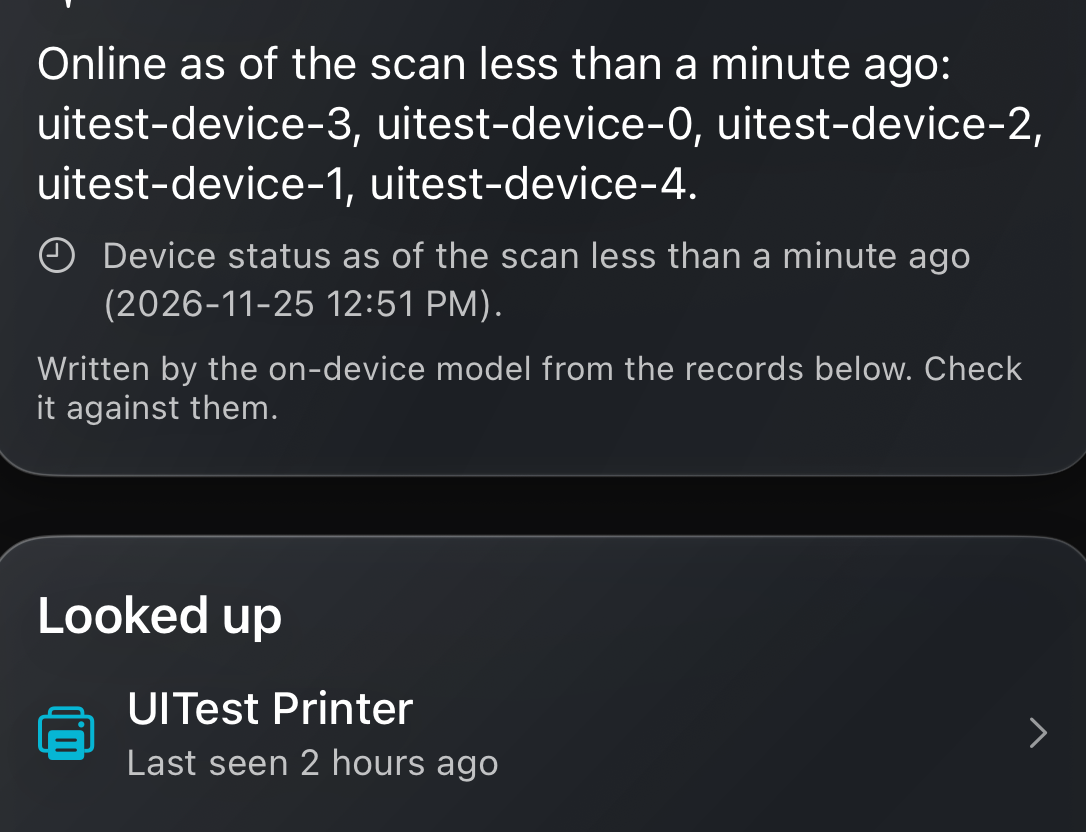 Online as of the scan less than a minute ago:
uitest-device-3, uitest-device-0, uitest-device-2,
uitest-device-1, uitest-device-4.
Device status as of the scan less than a minute ago
(2026-11-25 12:51 PM).
Written by the on-device model from the records below. Check
it against them.
Looked up
UITest Printer
Last seen 2 hours ago